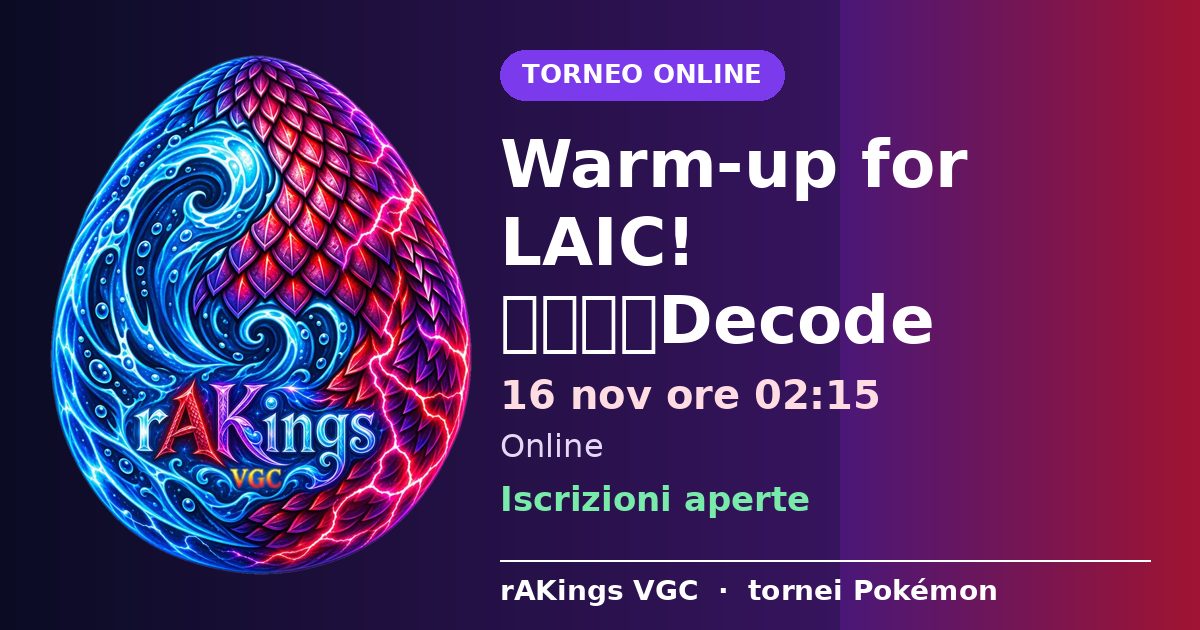 TORNEO ONLINE
Warm-up for
LAIC!
Decode
16 nov ore 02:15
Online
Iscrizioni aperte
rAKings VGC · tornei Pokémon
rAKings
VGC